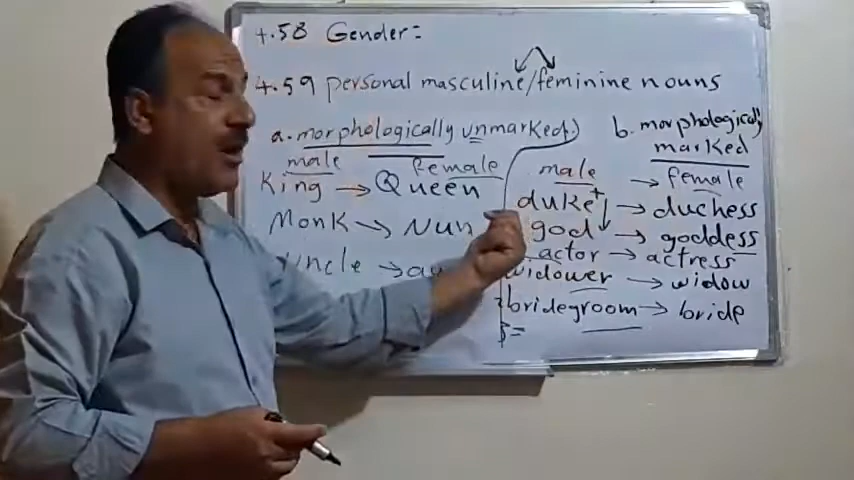 4.58 Gender:
4.59 personal masculine/feminine nouns
a. morphologically unmarked:
male female
King → Queen
Monk → Nun
Uncle →
b. morphologically
marked
male → female
duke → duchess
god → goddess
actor → actress
widower → widow
bridegroom → bride